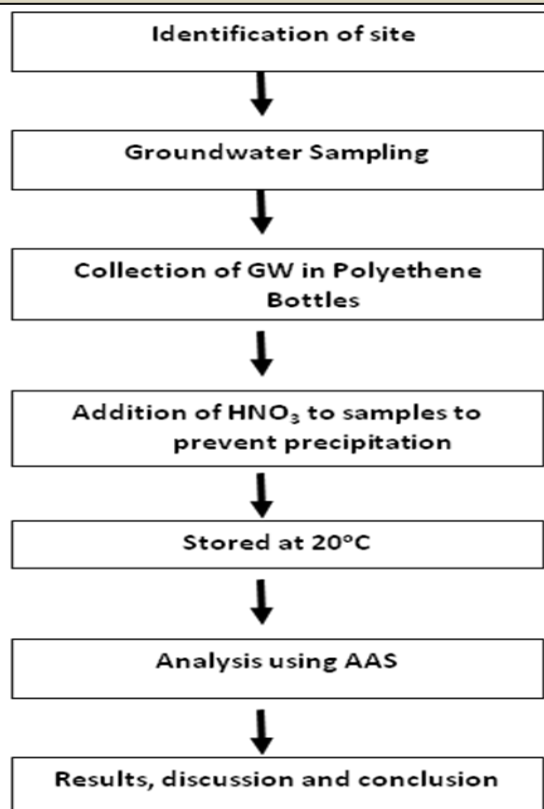 Identification of site
Groundwater Sampling
Collection of GW in Polyethene
Bottles
Addition of HNO₃ to samples to
prevent precipitation
Stored at 20°C
Analysis using AAS
Results, discussion and conclusion